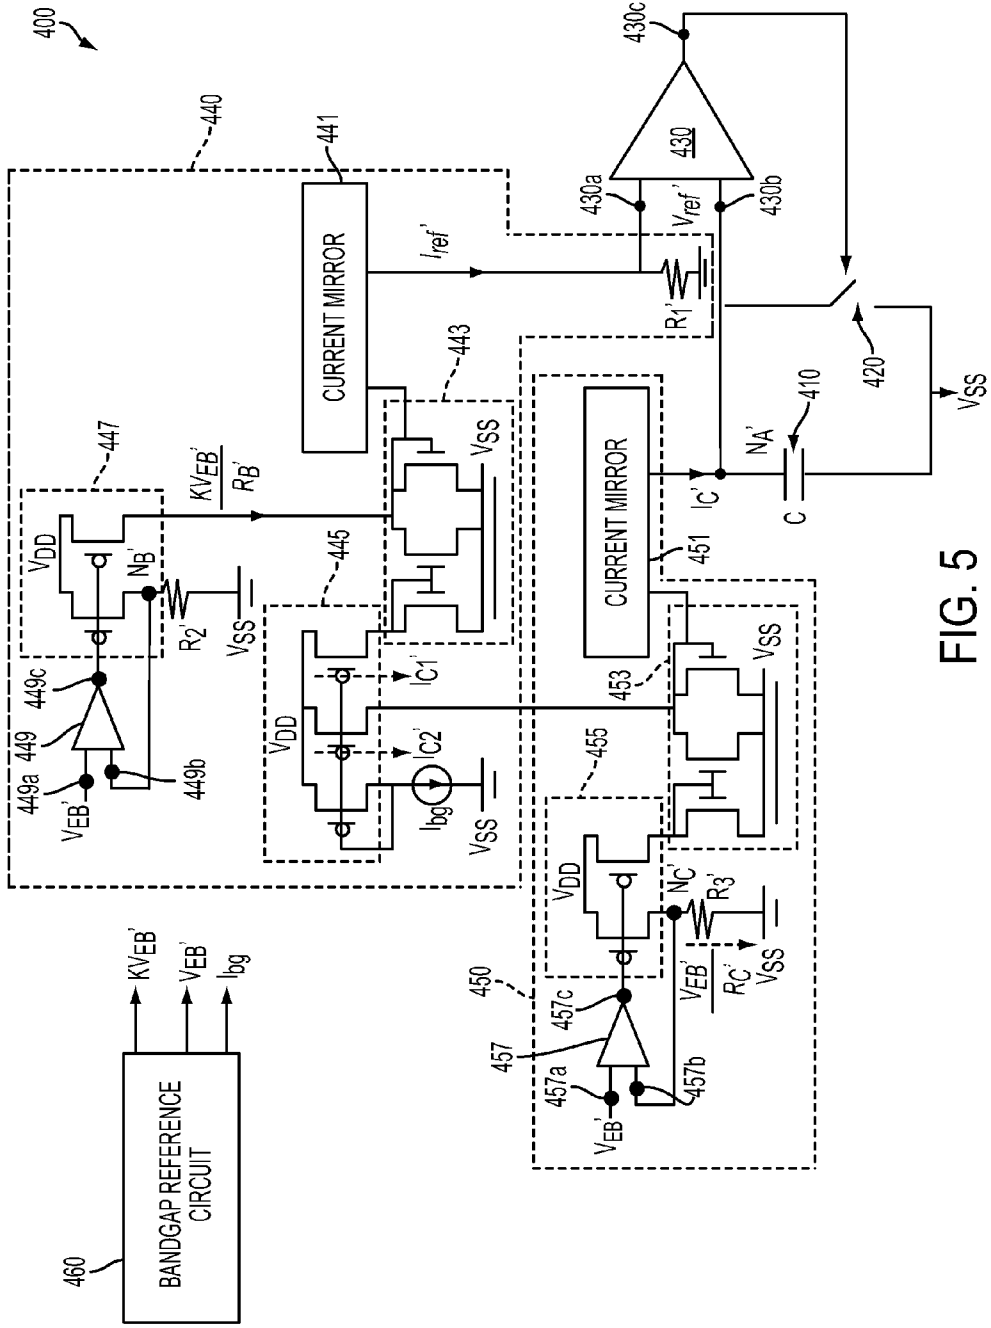 400
440
441
CURRENT MIRROR
Iref'
443
447
VDD
NB'
KVEB'
RB'
R2'
VSS
449c
449
449a
449b
VEB'
445
VDD
IC1'
IC2'
Ibg
VSS
VSS
R1'
430
430a
430b
430c
Vref'
420
VSS
410
NA'
C
IC'
CURRENT MIRROR
451
453
VSS
455
VDD
NC'
R3'
VEB'
RC'
VSS
450
457c
457
457a
457b
VEB'
KVEB'
VEB'
Ibg
BANDGAP REFERENCE
CIRCUIT
460
FIG. 5